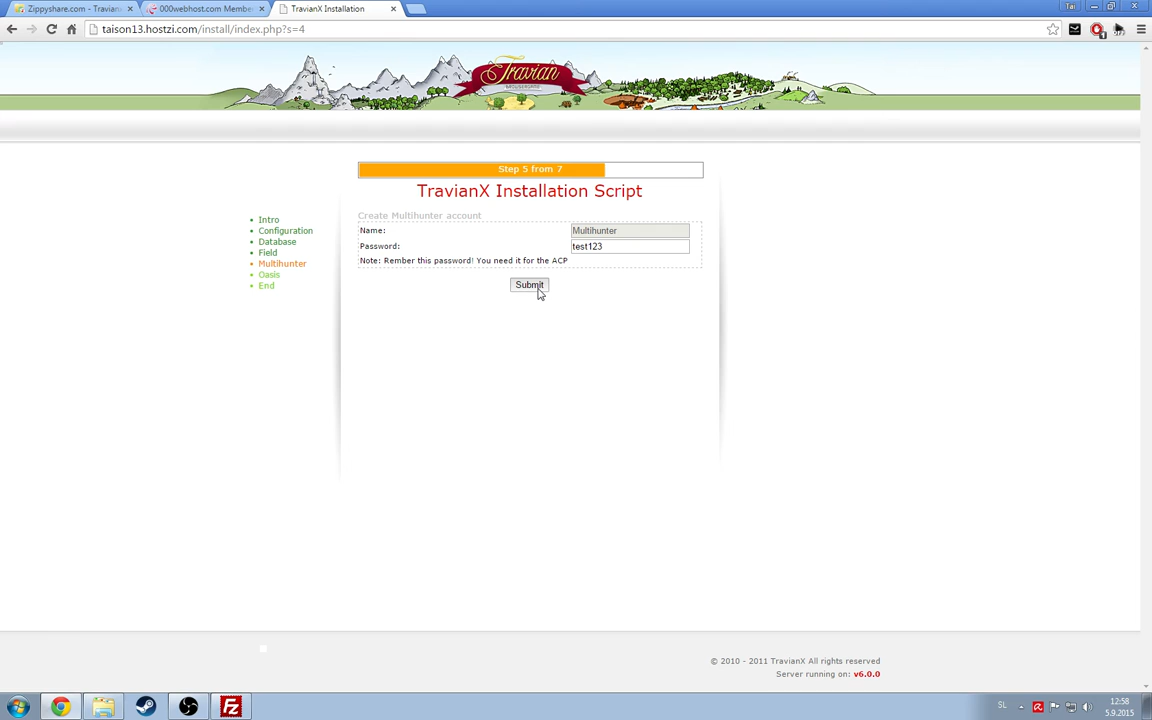 Zippyshare.com - Travian
000webhost.com Membe
TravianX Installation
Tai
taison13.hostzi.com/install/index.php?s=4
Travian
Step 5 from 7
TravianX Installation Script
Intro
Configuration
Database
Field
Multihunter
Oasis
End
Create Multihunter account
Name:
Multihunter
Password:
test123
Note: Rember this password! You need it for the ACP
Submit
© 2010 - 2011 TravianX All rights reserved
Server running on: v6.0.0
SL
12:58
5.9.2015